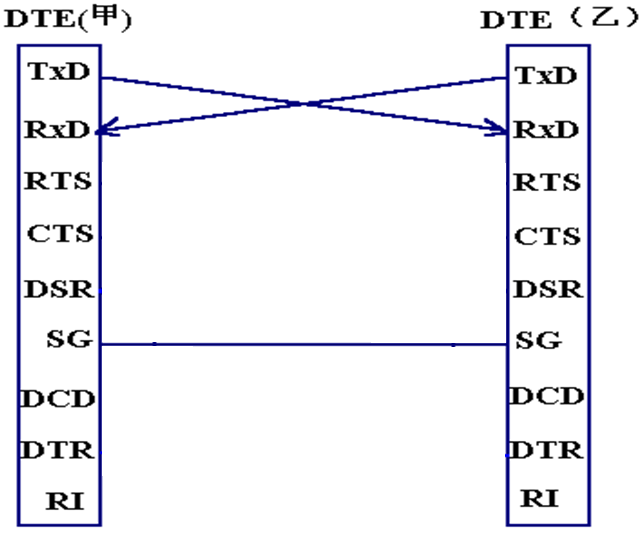 DTE(甲)
TxD
RxD
RTS
CTS
DSR
SG
DCD
DTR
RI
DTE（乙）
TxD
RxD
RTS
CTS
DSR
SG
DCD
DTR
RI